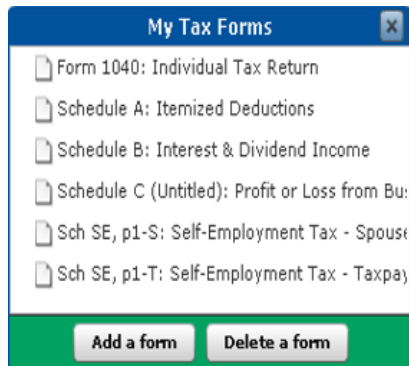 My Tax Forms
Form 1040: Individual Tax Return
Schedule A: Itemized Deductions
Schedule B: Interest & Dividend Income
Schedule C (Untitled): Profit or Loss from Bus
Sch SE, p1-S: Self-Employment Tax - Spouse
Sch SE, p1-T: Self-Employment Tax - Taxpay
Add a form Delete a form